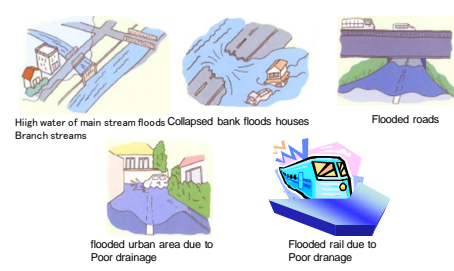 Hiigh water of main stream floods
Branch streams
Collapsed bank floods houses
Flooded roads
flooded urban area due to
Poor drainage
Flooded rail due to
Poor dranage